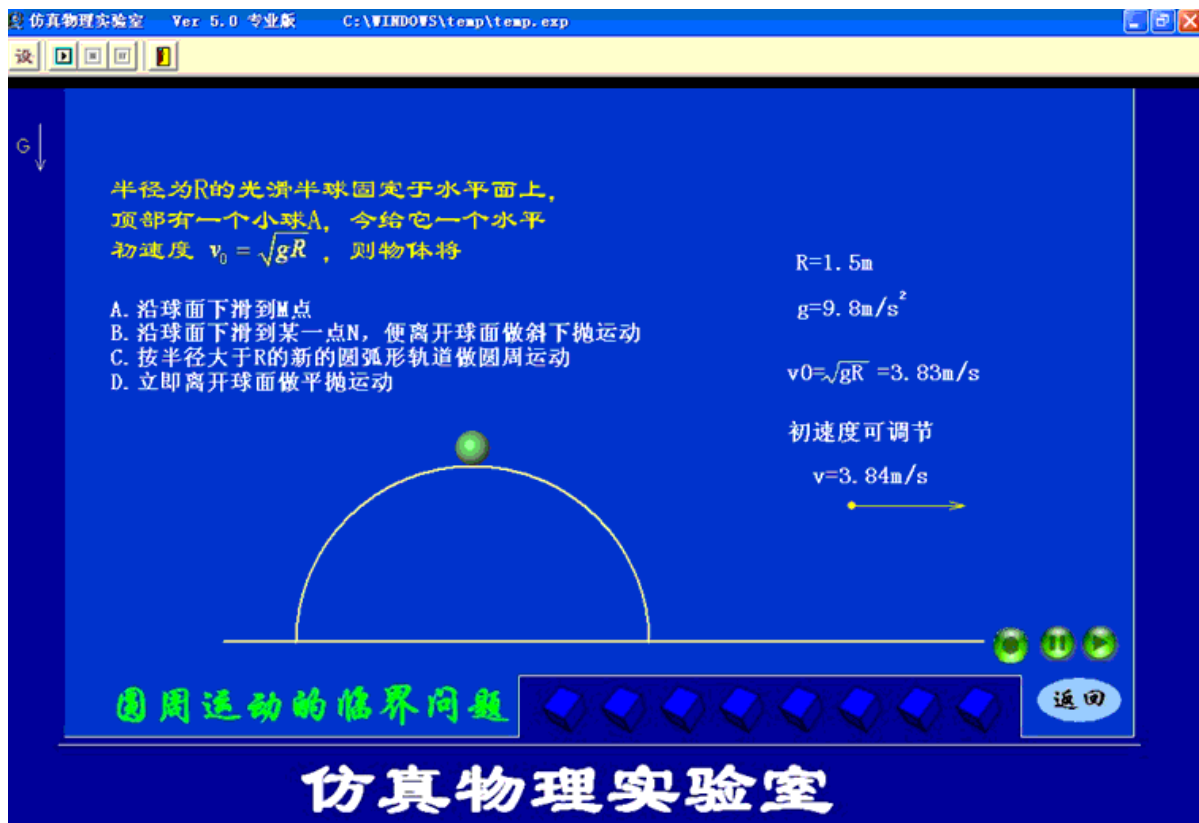 仿真物理实验室 Ver 5.0 专业版 C:\WINDOWS\temp\temp.exp
设
G
半径为R的光滑半球固定于水平面上,
顶部有一个小球A, 今给它一个水平
初速度 v₀ = √gR , 则物体将
A. 沿球面下滑到M点
B. 沿球面下滑到某一点N, 便离开球面做斜下抛运动
C. 按半径大于R的新的圆弧形轨道做圆周运动
D. 立即离开球面做平抛运动
R=1.5m
g=9.8m/s²
v0=√gR =3.83m/s
初速度可调节
v=3.84m/s
圆周运动的临界问题
返回
仿真物理实验室